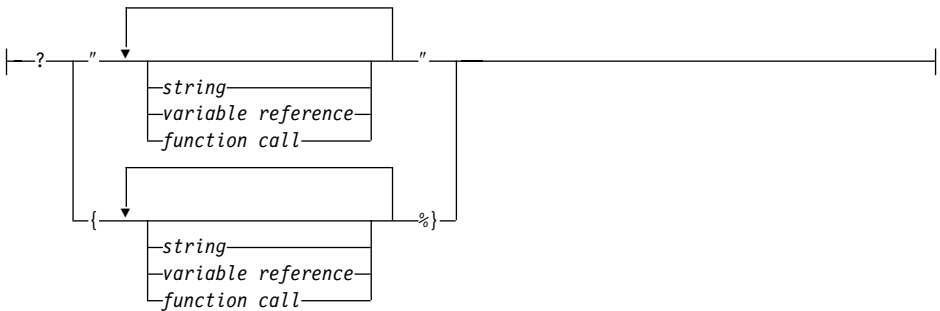 ? " "
string
variable reference
function call
{ %}
string
variable reference
function call